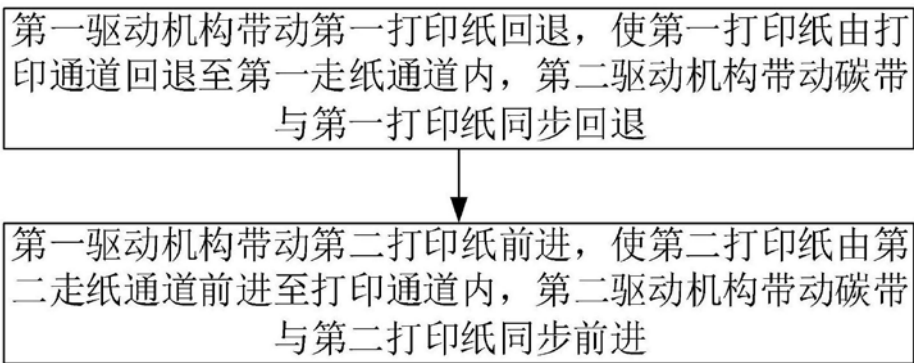 第一驱动机构带动第一打印纸回退，使第一打印纸由打
印通道回退至第一走纸通道内，第二驱动机构带动碳带
与第一打印纸同步回退
第一驱动机构带动第二打印纸前进，使第二打印纸由第
二走纸通道前进至打印通道内，第二驱动机构带动碳带
与第二打印纸同步前进